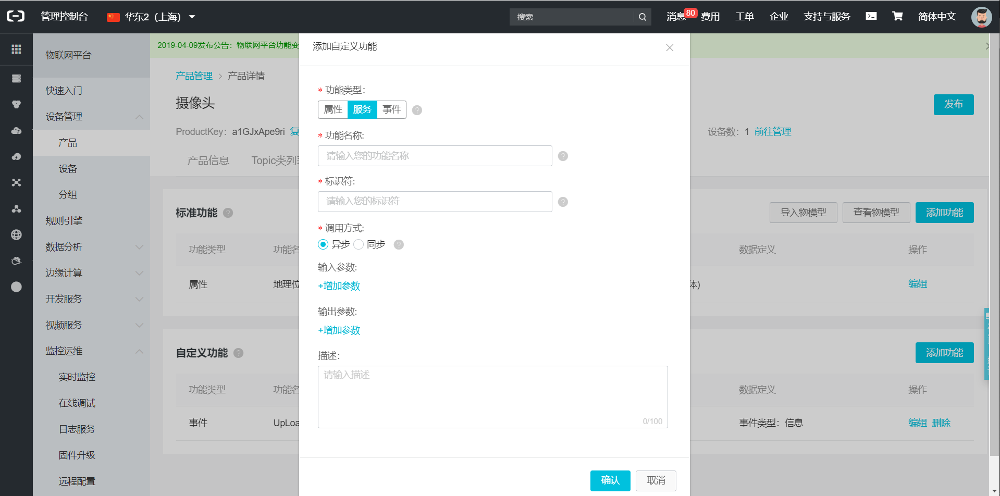 管理控制台
华东2（上海）
搜索
消息
80
费用
工单
企业
支持与服务
简体中文
物联网平台
快速入门
设备管理
产品
设备
分组
规则引擎
数据分析
边缘计算
开发服务
视频服务
监控运维
实时监控
在线调试
日志服务
固件升级
远程配置
2019-04-09发布公告：物联网平台功能变
产品管理 > 产品详情
摄像头
发布
ProductKey： a1GJxApe9ri 复
设备数： 1 前往管理
产品信息
Topic类列
标准功能
导入物模型
查看物模型
添加功能
功能类型
功能名
数据定义
操作
属性
地理位
体)
编辑
自定义功能
添加功能
功能类型
功能名
数据定义
操作
事件
UpLoa
事件类型：信息
编辑 删除
添加自定义功能
* 功能类型:
属性
服务
事件
* 功能名称:
请输入您的功能名称
* 标识符:
请输入您的标识符
* 调用方式:
异步
同步
输入参数:
+增加参数
输出参数:
+增加参数
描述:
请输入描述
0/100
确认
取消